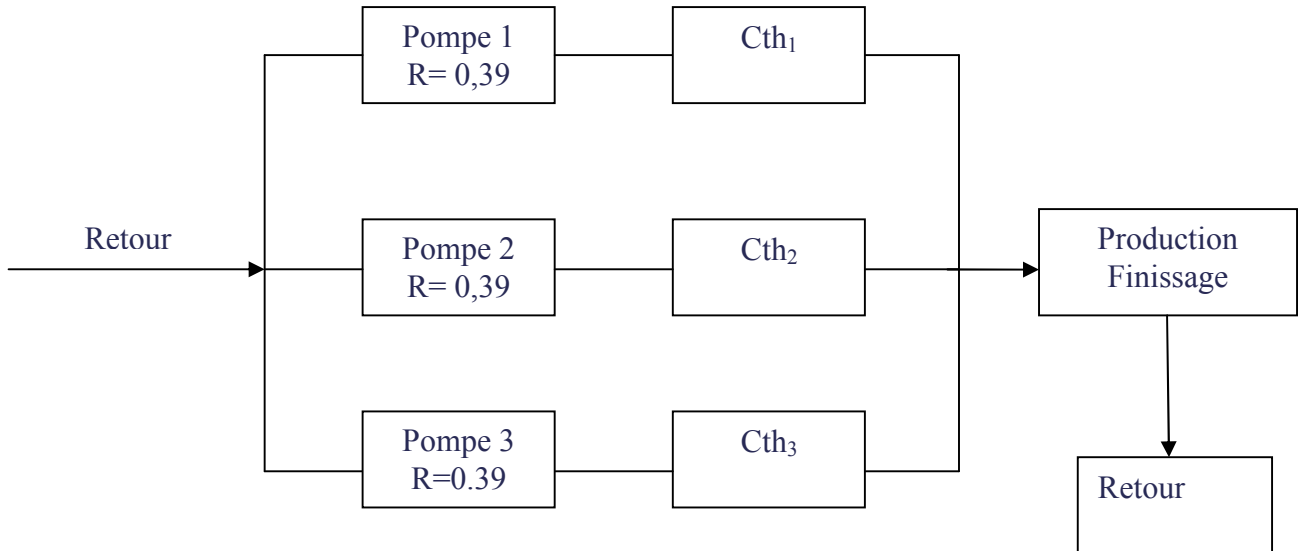 Pompe 1
R= 0,39
Cth₁
Retour
Pompe 2
R= 0,39
Cth₂
Production
Finissage
Pompe 3
R=0.39
Cth₃
Retour